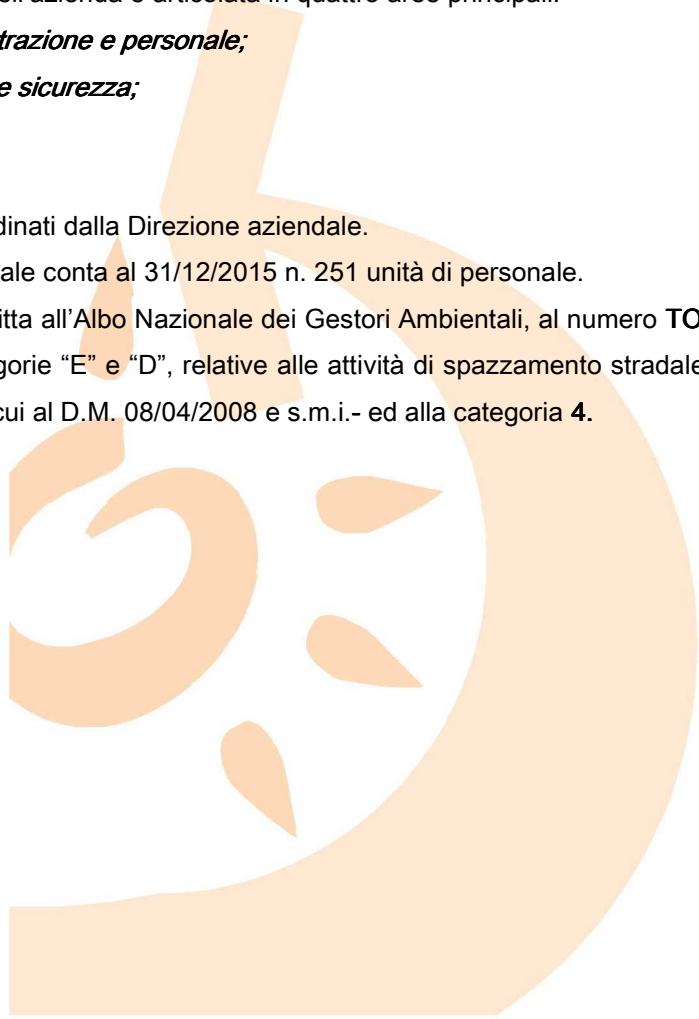 dell'azienda è articolata in quattro aree principali:
trazione e personale;
e sicurezza;
dinati dalla Direzione aziendale.
ale conta al 31/12/2015 n. 251 unità di personale.
itta all'Albo Nazionale dei Gestori Ambientali, al numero TO
gorie "E" e "D", relative alle attività di spazzamento stradale
cui al D.M. 08/04/2008 e s.m.i.- ed alla categoria 4.